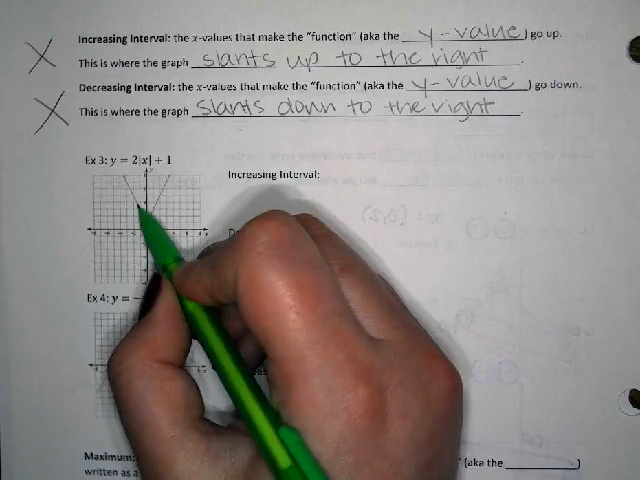 Increasing Interval: the x-values that make the "function" (aka the y-value) go up.
X This is where the graph slants up to the right.
Decreasing Interval: the x-values that make the "function" (aka the y-value) go down.
X This is where the graph slants down to the right.
Ex 3: y = 2|x| + 1
Increasing Interval:
Ex 4: y = −
Maximum:
(aka the ________)
written as a